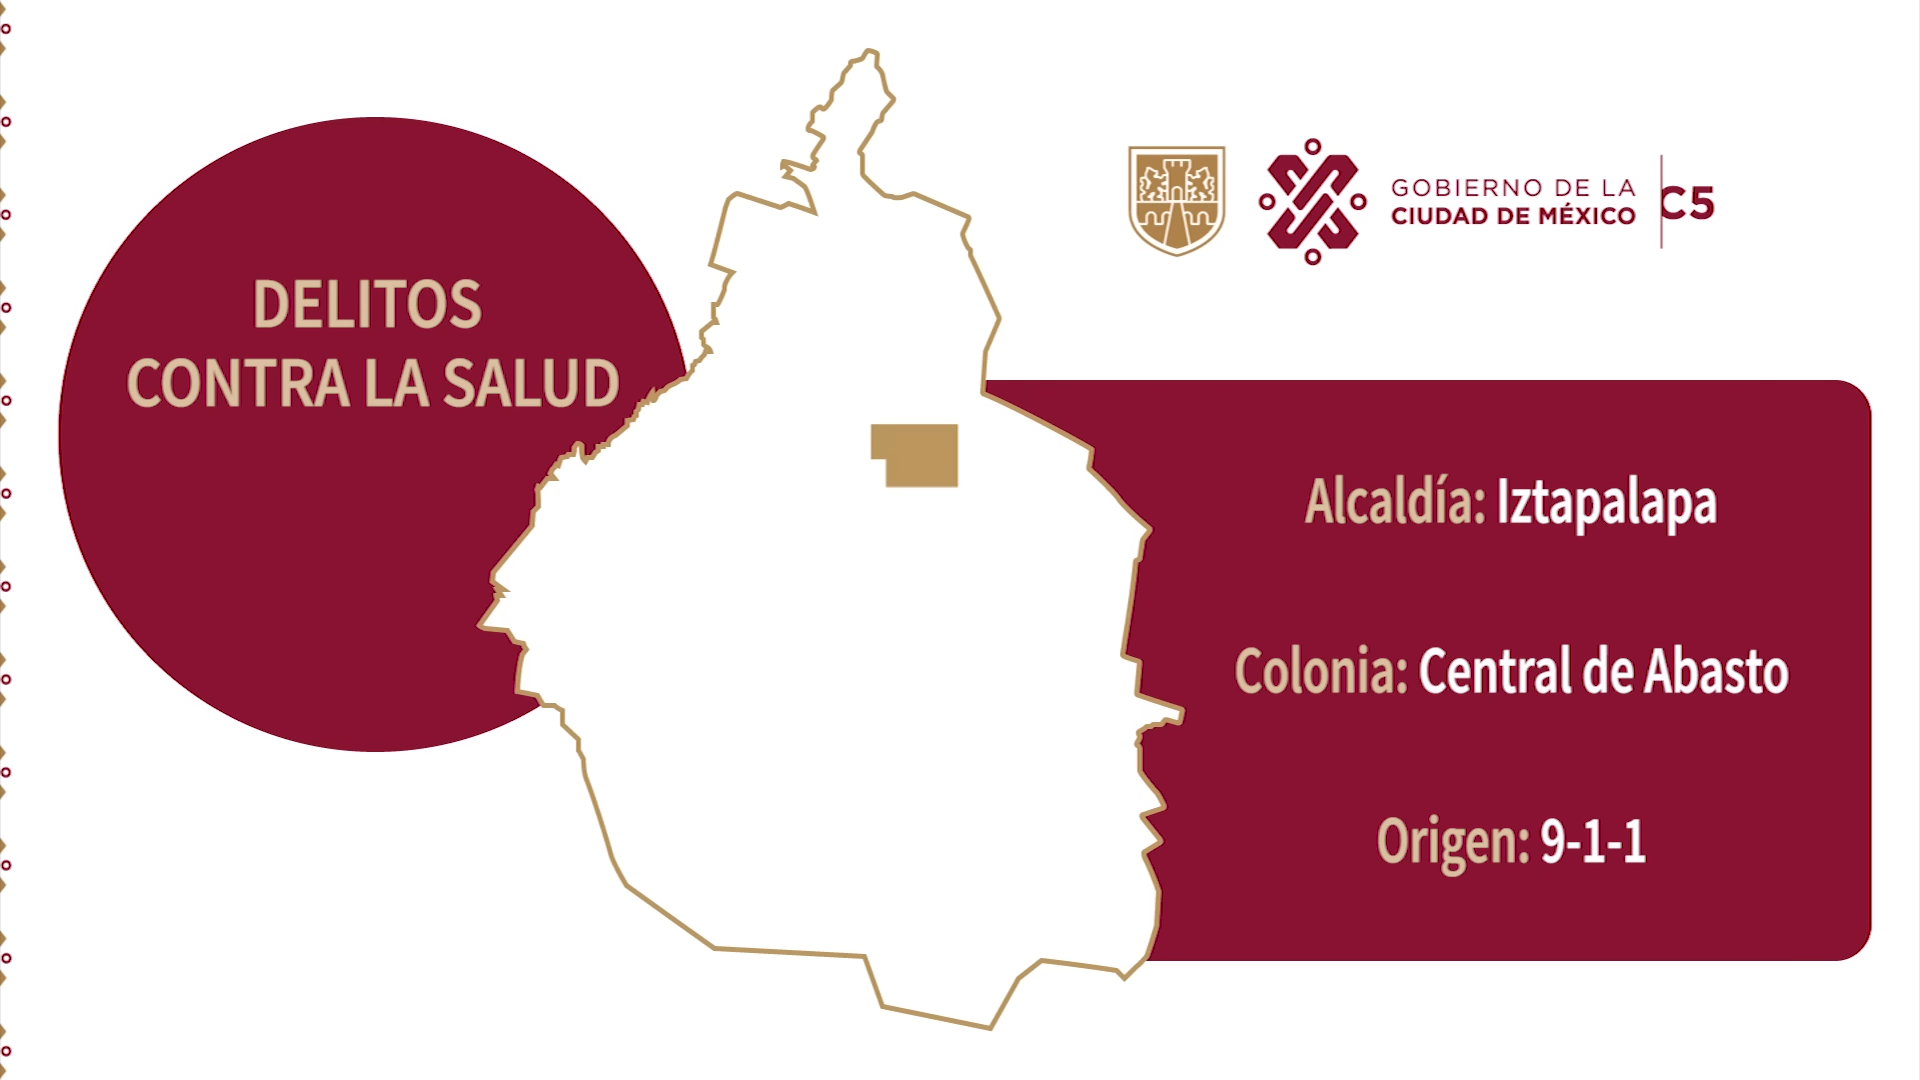 DELITOS
CONTRA LA SALUD
GOBIERNO DE LA
CIUDAD DE MÉXICO
C5
Alcaldía: Iztapalapa
Colonia: Central de Abasto
Origen: 9-1-1